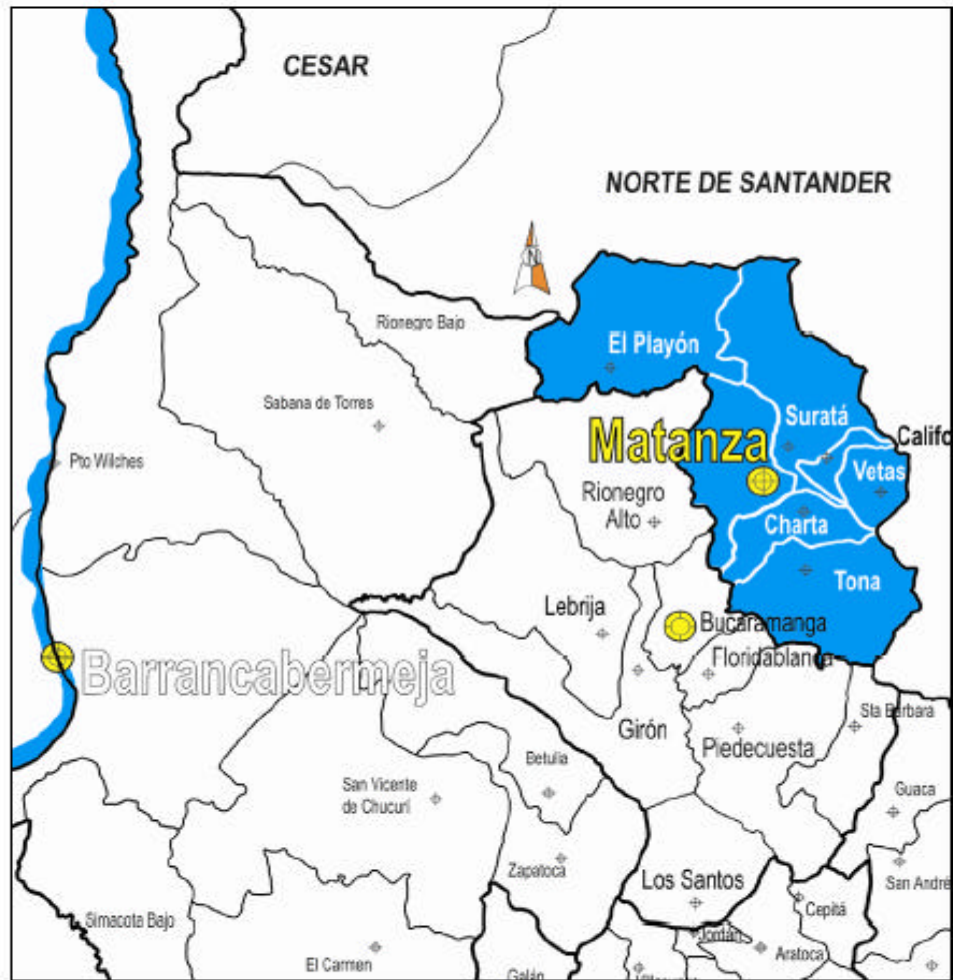 CESAR
NORTE DE SANTANDER
N
Rionegro Bajo
El Playón
Sabana de Torres
Suratá
Califo
Matanza
Pto Wilches
Vetas
Rionegro
Alto
Charta
Tona
Lebrija
Bucaramanga
Barrancabermeja
Floridablanca
Sta Barbara
Girón
Piedecuesta
Betulia
San Vicente
de Chucurí
Guaca
Zapatoca
Los Santos
San André
Cepitá
Simacota Bajo
Jordán
Aratoca
El Carmen
Galán